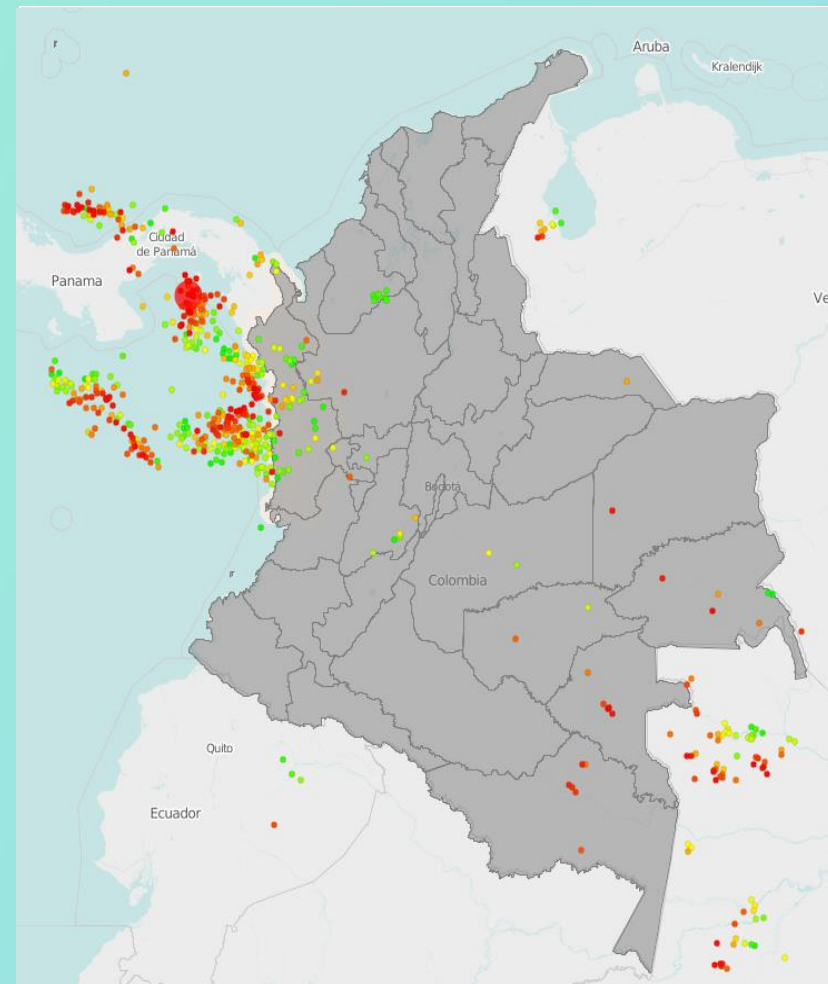 Aruba
Kralendijk
Ciudad
de Panamá
Panama
Ve
Bogotá
Colombia
Quito
Ecuador